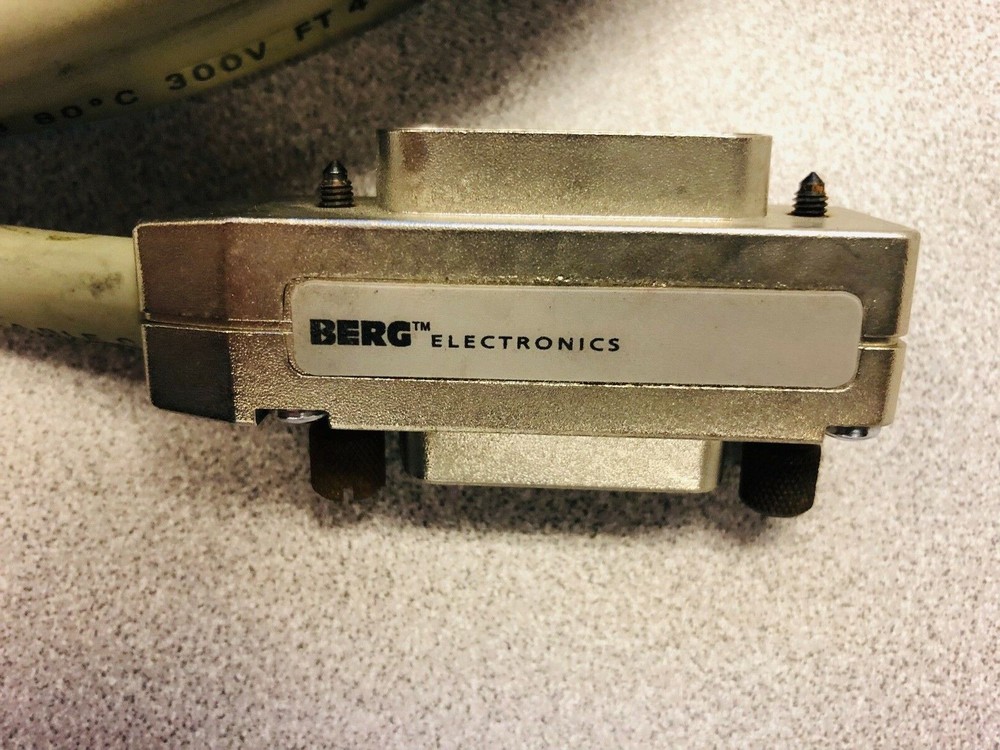 80°C 300V FT 4
BERG™ ELECTRONICS